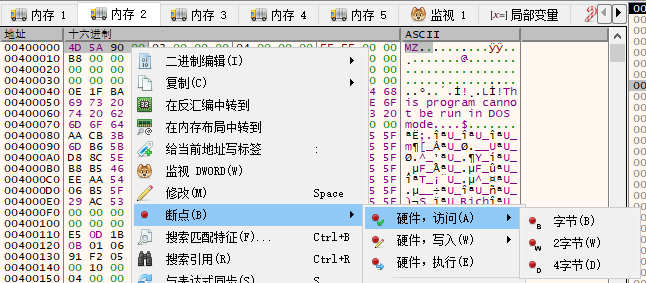 内存 1 内存 2 内存 3 内存 4 内存 5 监视 1 [x=] 局部变量
地址 十六进制 ASCII
00400000 4D 5A 90 MZ
00400010 B8 00 00 二进制编辑(I)
00400020 00 00 00 复制(C)
00400030 00 00 00
00400040 0E 1F BA 在反汇编中转到 68
00400050 69 73 20 is program canno
00400060 74 20 62 在内存布局中转到 t be run in DOS
00400070 6D 6F 64 给当前地址写标签 : mode....$.......
00400080 AA CB 3B
00400090 6D B6 5B 监视 DWORD(W)
004000A0 D8 8C 5E
004000B0 B8 B5 46 修改(M) Space
004000C0 EE AA 54
004000D0 06 B5 5F 断点(B) 硬件，访问(A) 字节(B)
004000E0 29 AC 53 搜索匹配特征(F)... Ctrl+B 硬件，写入(W) 2字节(W)
004000F0 00 00 00
00400100 00 00 00 搜索引用(R) Ctrl+R 硬件，执行(E) 4字节(D)
00400110 E5 0D 1B
00400120 0B 01 06
00400130 91 F2 05
00400140 00 10 00
00400150 04 00 00 与表达式同步(S)